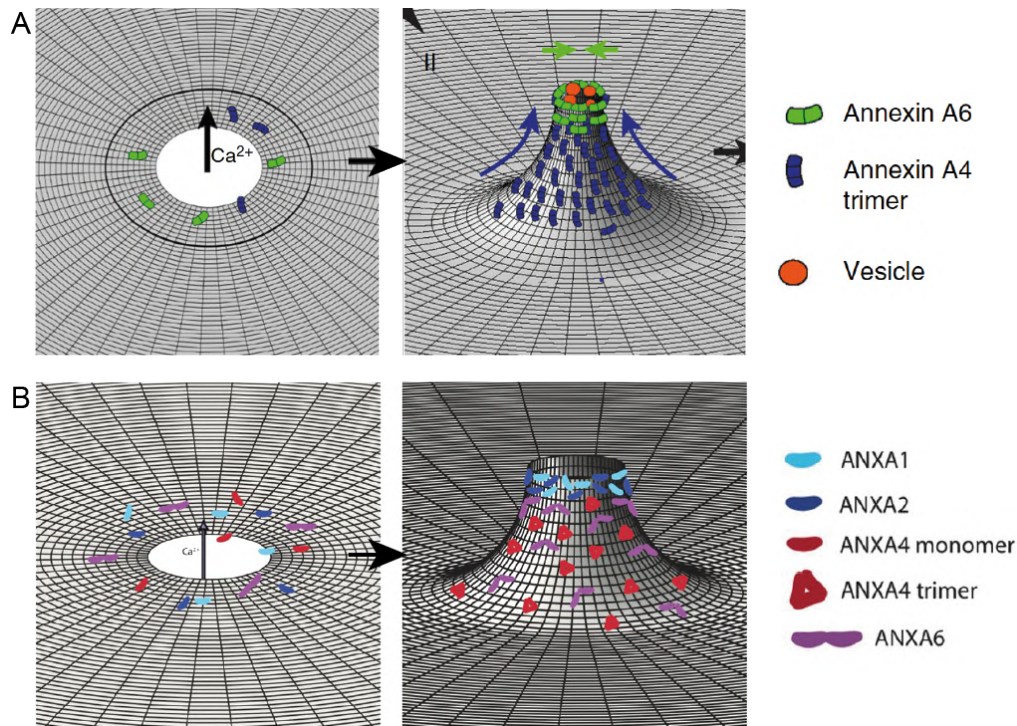 A
Ca2+
II
Annexin A6
Annexin A4
trimer
Vesicle
B
Ca2+
ANXA1
ANXA2
ANXA4 monomer
ANXA4 trimer
ANXA6